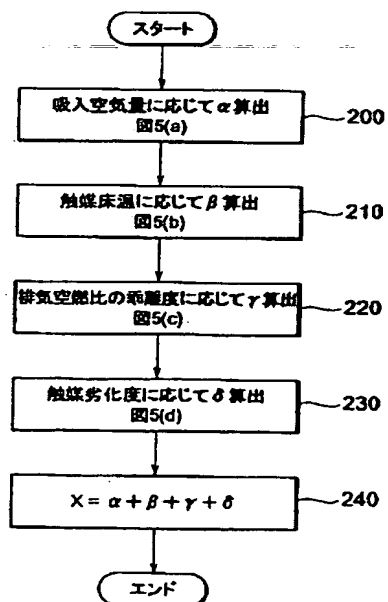 スタート
吸入空気量に応じてα算出
図5(a)
200
触媒床温に応じてβ算出
図5(b)
210
排気空燃比の乖離度に応じてγ算出
図5(c)
220
触媒劣化度に応じてδ算出
図5(d)
230
X = α + β + γ + δ
240
エンド